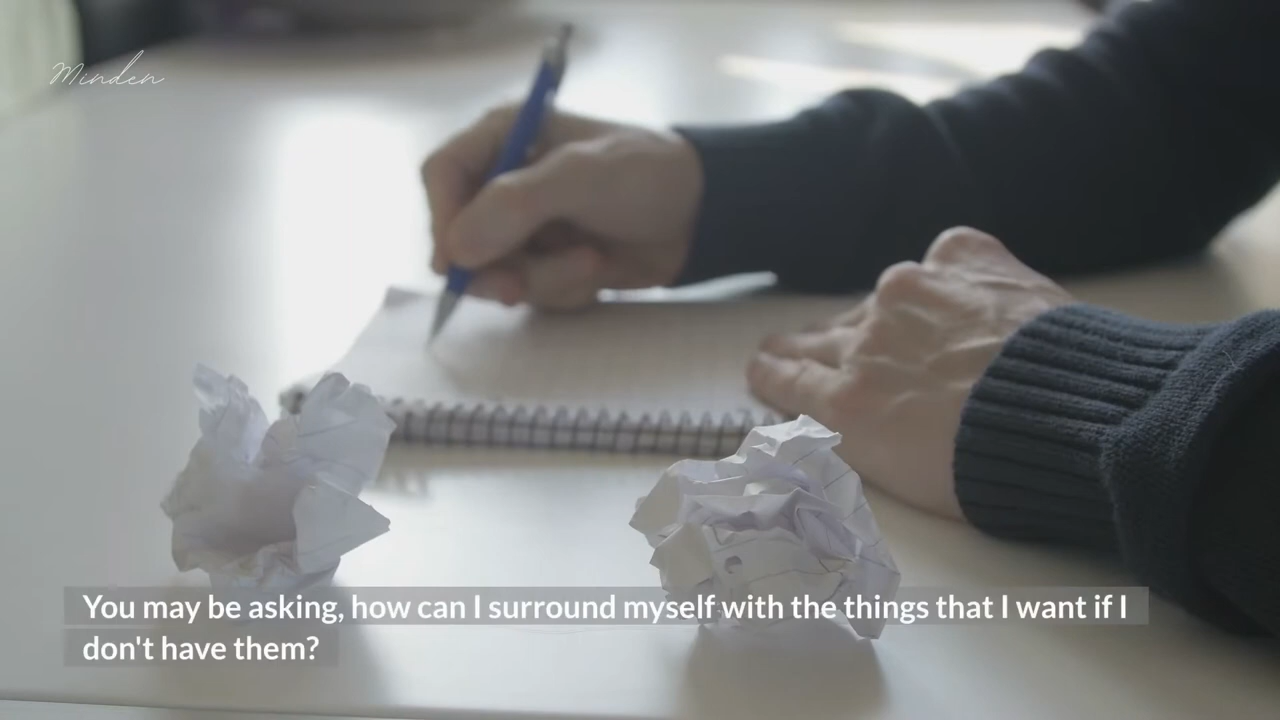 Minden
You may be asking, how can I surround myself with the things that I want if I
don't have them?